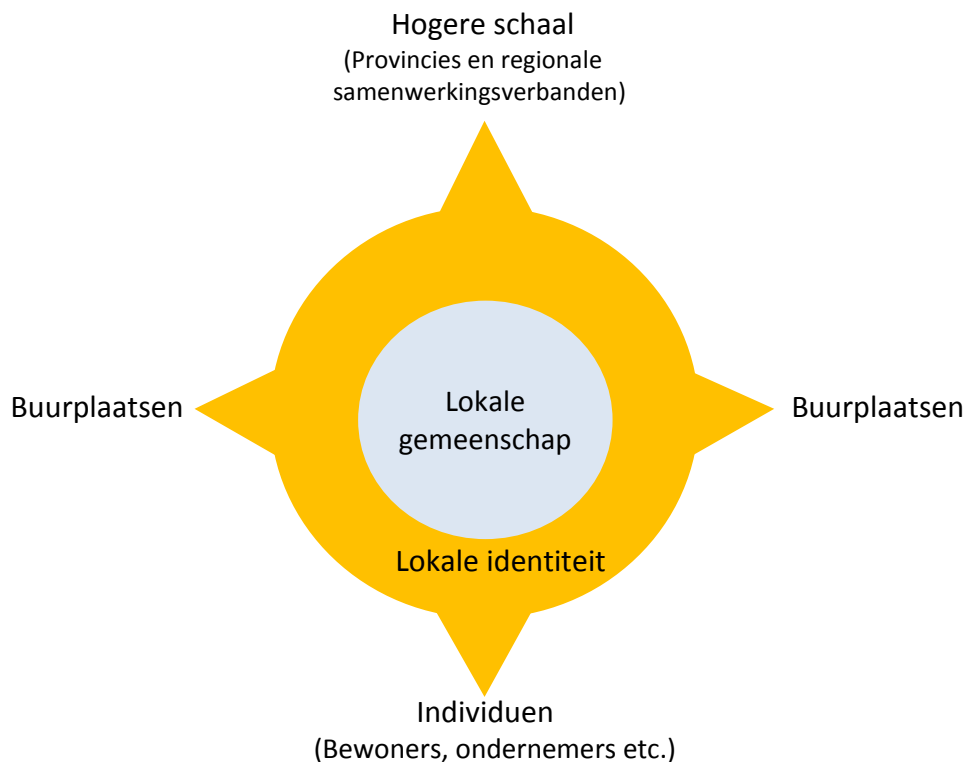 Hogere schaal
(Provincies en regionale
samenwerkingsverbanden)
Buurplaatsen
Lokale
gemeenschap
Buurplaatsen
Lokale identiteit
Individuen
(Bewoners, ondernemers etc.)